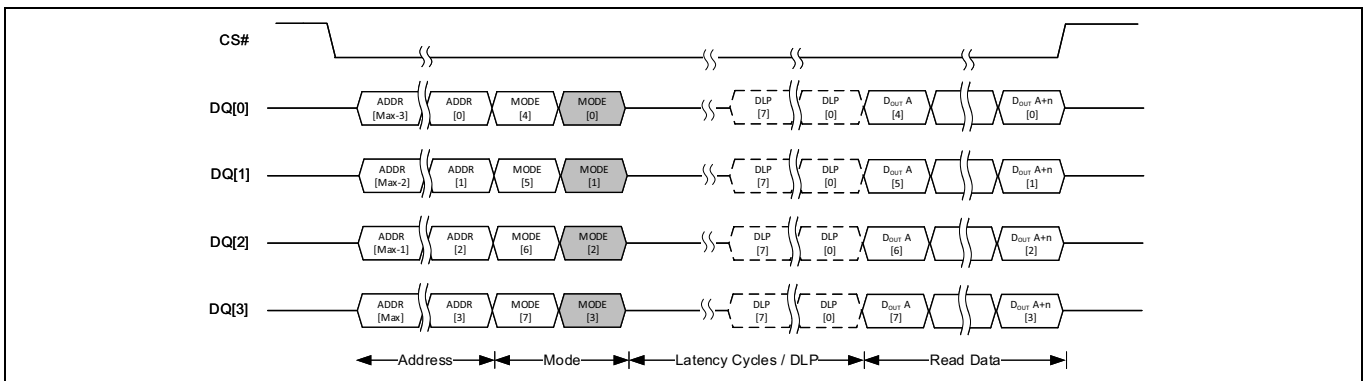 CS#
DQ[0] ADDR [Max-3] ADDR [0] MODE [4] MODE [0] DLP [7] DLP [0] DOUT A [4] DOUT A+n [0]
DQ[1] ADDR [Max-2] ADDR [1] MODE [5] MODE [1] DLP [7] DLP [0] DOUT A [5] DOUT A+n [1]
DQ[2] ADDR [Max-1] ADDR [2] MODE [6] MODE [2] DLP [7] DLP [0] DOUT A [6] DOUT A+n [2]
DQ[3] ADDR [Max] ADDR [3] MODE [7] MODE [3] DLP [7] DLP [0] DOUT A [7] DOUT A+n [3]
Address Mode Latency Cycles / DLP Read Data